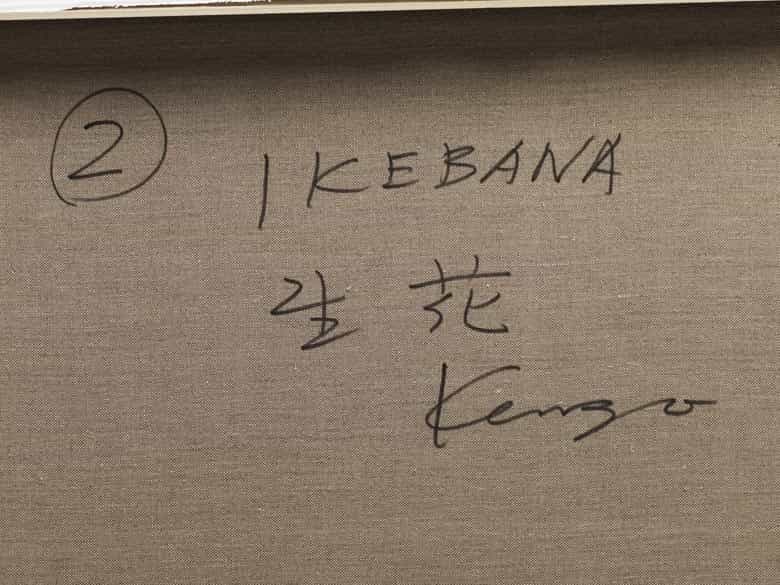 ② IKEBANA
生花
Kenzo